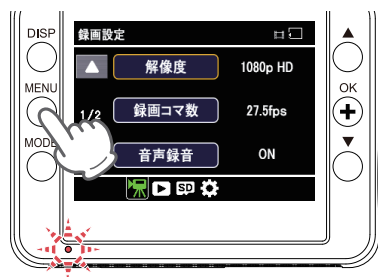 DISP
MENU
MODE
録画設定
解像度 1080p HD
1/2 録画コマ数 27.5fps
音声録音 ON
SD
OK